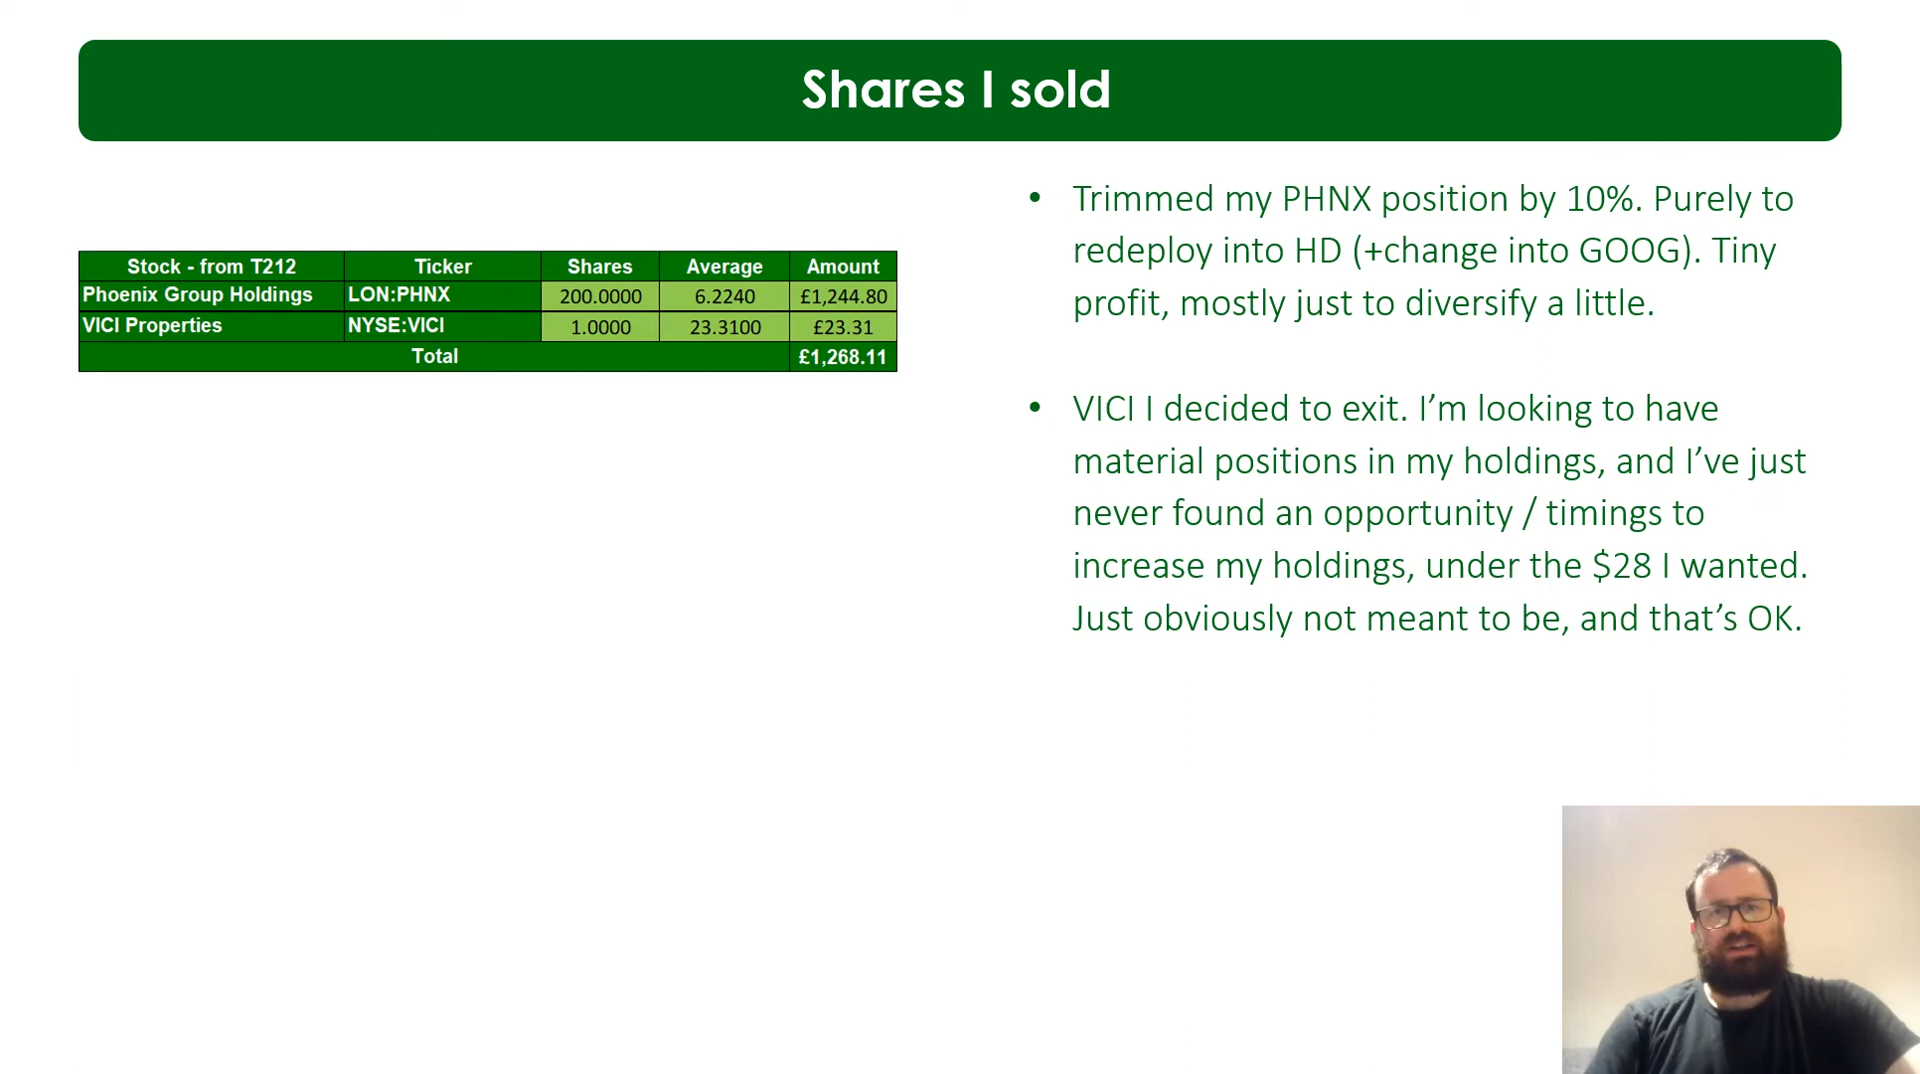 Shares I sold
Stock - from T212 Ticker Shares Average Amount
Phoenix Group Holdings LON:PHNX 200.0000 6.2240 £1,244.80
VICI Properties NYSE:VICI 1.0000 23.3100 £23.31
Total £1,268.11
• Trimmed my PHNX position by 10%. Purely to
redeploy into HD (+change into GOOG). Tiny
profit, mostly just to diversify a little.
• VICI I decided to exit. I’m looking to have
material positions in my holdings, and I’ve just
never found an opportunity / timings to
increase my holdings, under the $28 I wanted.
Just obviously not meant to be, and that’s OK.